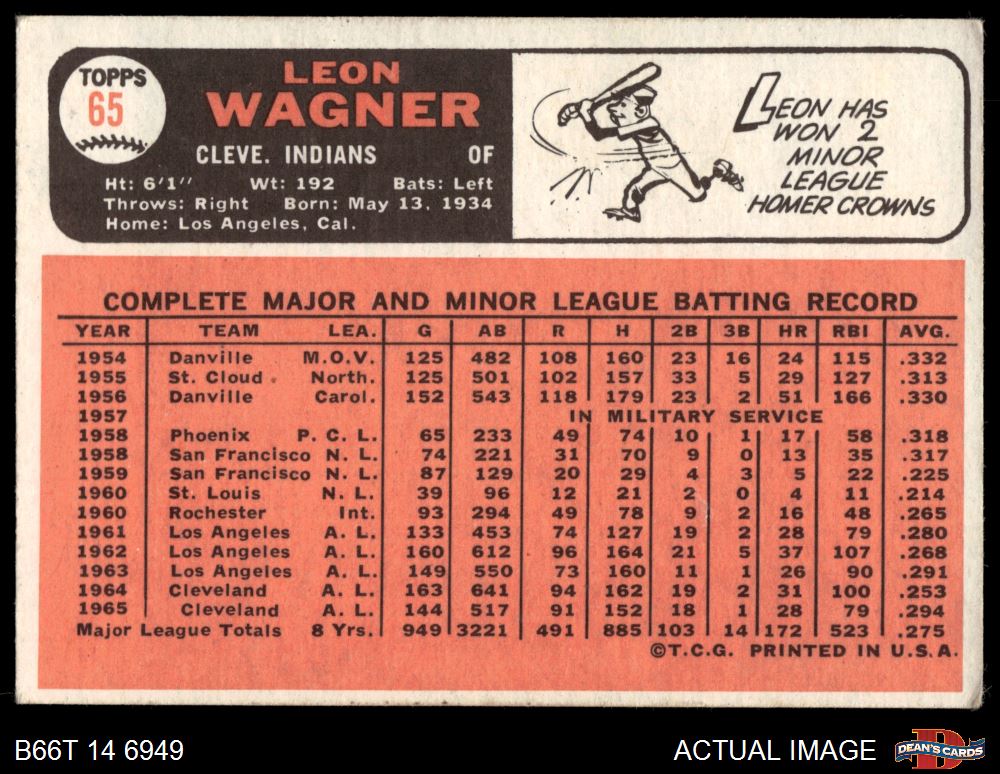 TOPPS
65
LEON
WAGNER
CLEVE. INDIANS OF
Ht: 6'1'' Wt: 192 Bats: Left
Throws: Right Born: May 13, 1934
Home: Los Angeles, Cal.
LEON HAS
WON 2
MINOR
LEAGUE
HOMER CROWNS
COMPLETE MAJOR AND MINOR LEAGUE BATTING RECORD
YEAR TEAM LEA. G AB R H 2B 3B HR RBI AVG.
1954 Danville M.O.V. 125 482 108 160 23 16 24 115 .332
1955 St. Cloud North. 125 501 102 157 33 5 29 127 .313
1956 Danville Carol. 152 543 118 179 23 2 51 166 .330
1957 IN MILITARY SERVICE
1958 Phoenix P. C. L. 65 233 49 74 10 1 17 58 .318
1958 San Francisco N. L. 74 221 31 70 9 0 13 35 .317
1959 San Francisco N. L. 87 129 20 29 4 3 5 22 .225
1960 St. Louis N. L. 39 96 12 21 2 0 4 11 .214
1960 Rochester Int. 93 294 49 78 9 2 16 48 .265
1961 Los Angeles A. L. 133 453 74 127 19 2 28 79 .280
1962 Los Angeles A. L. 160 612 96 164 21 5 37 107 .268
1963 Los Angeles A. L. 149 550 73 160 11 1 26 90 .291
1964 Cleveland A. L. 163 641 94 162 19 2 31 100 .253
1965 Cleveland A. L. 144 517 91 152 18 1 28 79 .294
Major League Totals 8 Yrs. 949 3221 491 885 103 14 172 523 .275
©T.C.G. PRINTED IN U.S.A.
B66T 14 6949 ACTUAL IMAGE DEAN'S CARDS